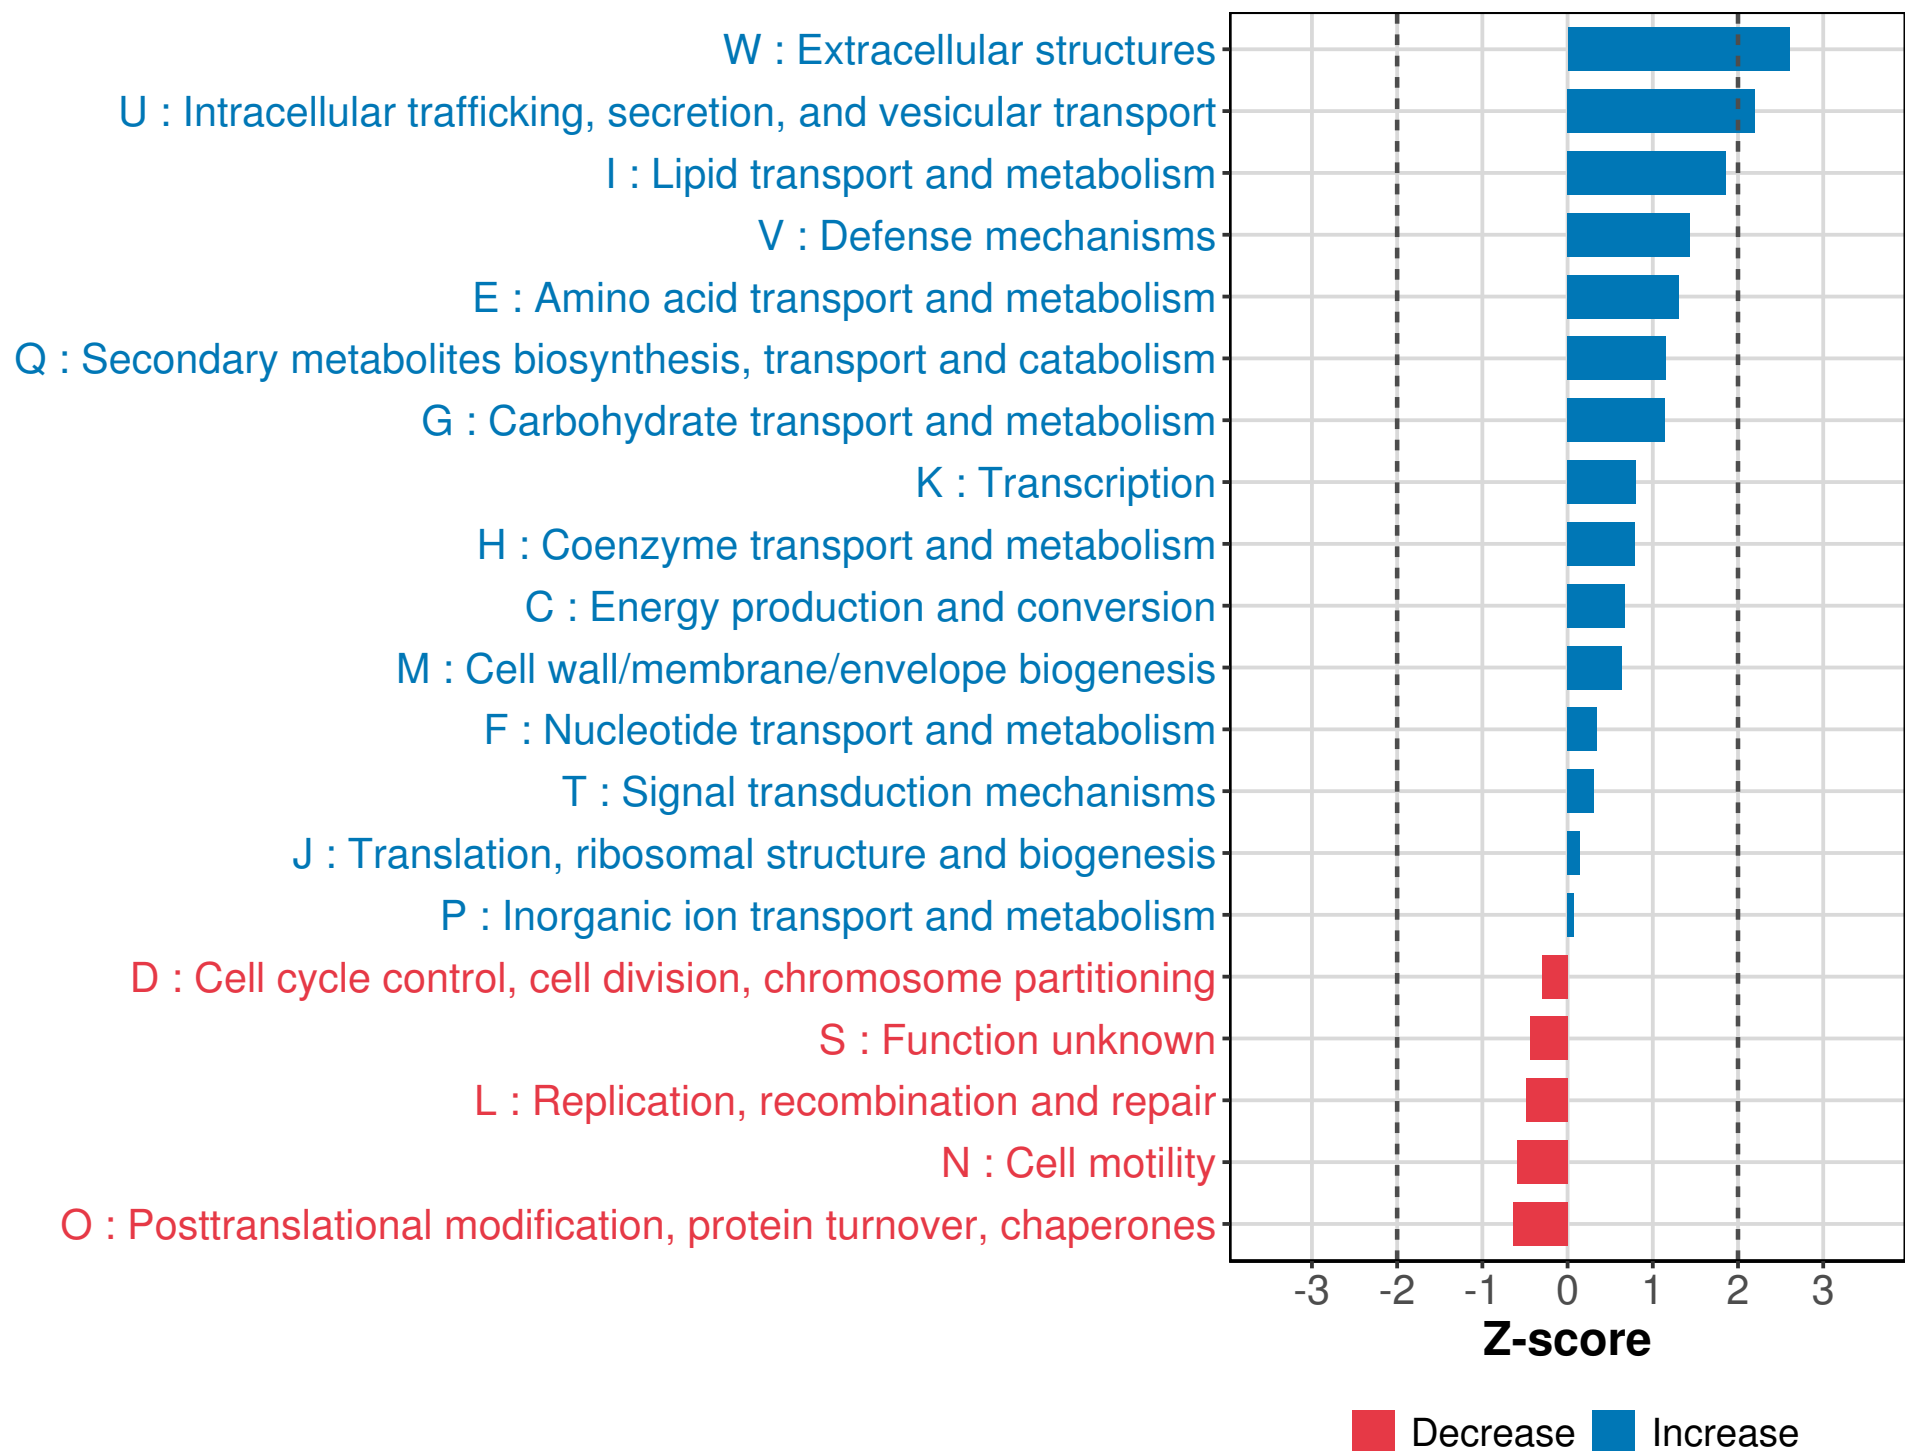 W : Extracellular structures
U : Intracellular trafficking, secretion, and vesicular transport
I : Lipid transport and metabolism
V : Defense mechanisms
E : Amino acid transport and metabolism
Q : Secondary metabolites biosynthesis, transport and catabolism
G : Carbohydrate transport and metabolism
K : Transcription
H : Coenzyme transport and metabolism
C : Energy production and conversion
M : Cell wall/membrane/envelope biogenesis
F : Nucleotide transport and metabolism
T : Signal transduction mechanisms
J : Translation, ribosomal structure and biogenesis
P : Inorganic ion transport and metabolism
D : Cell cycle control, cell division, chromosome partitioning
S : Function unknown
L : Replication, recombination and repair
N : Cell motility
O : Posttranslational modification, protein turnover, chaperones
-3 -2 -1 0 1 2 3
Z-score
Decrease Increase